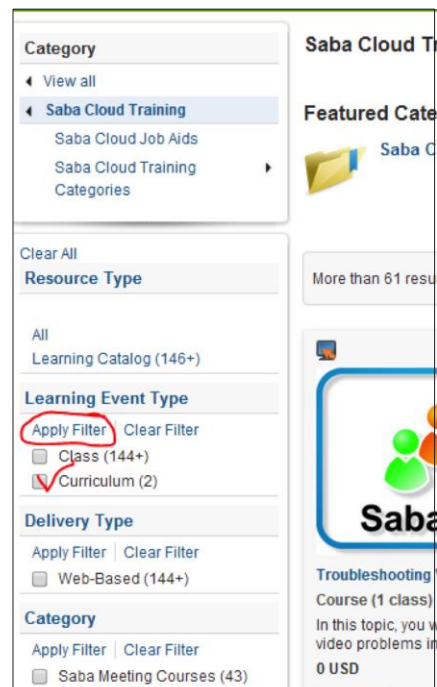 Category
View all
Saba Cloud Training
Saba Cloud Job Aids
Saba Cloud Training
Categories
Clear All
Resource Type
All
Learning Catalog (146+)
Learning Event Type
Apply Filter | Clear Filter
Class (144+)
Curriculum (2)
Delivery Type
Apply Filter | Clear Filter
Web-Based (144+)
Category
Apply Filter | Clear Filter
Saba Meeting Courses (43)
Saba Cloud Tr
Featured Cate
Saba C
More than 61 resu
Saba
Troubleshooting
Course (1 class)
In this topic, you w
video problems in
0 USD